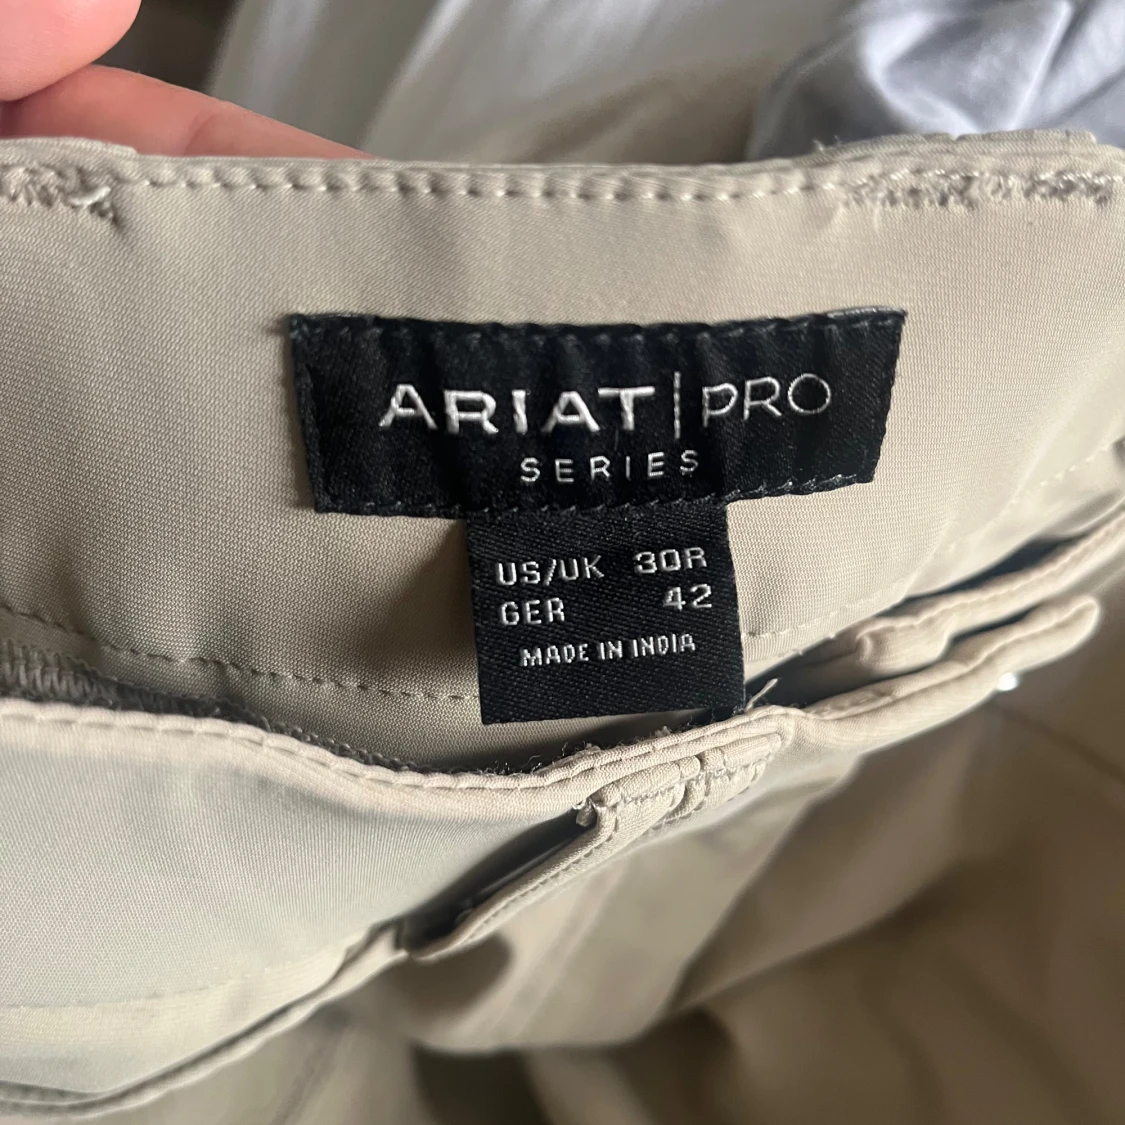 ARIAT | PRO
SERIES
US/UK 30R
GER 42
MADE IN INDIA